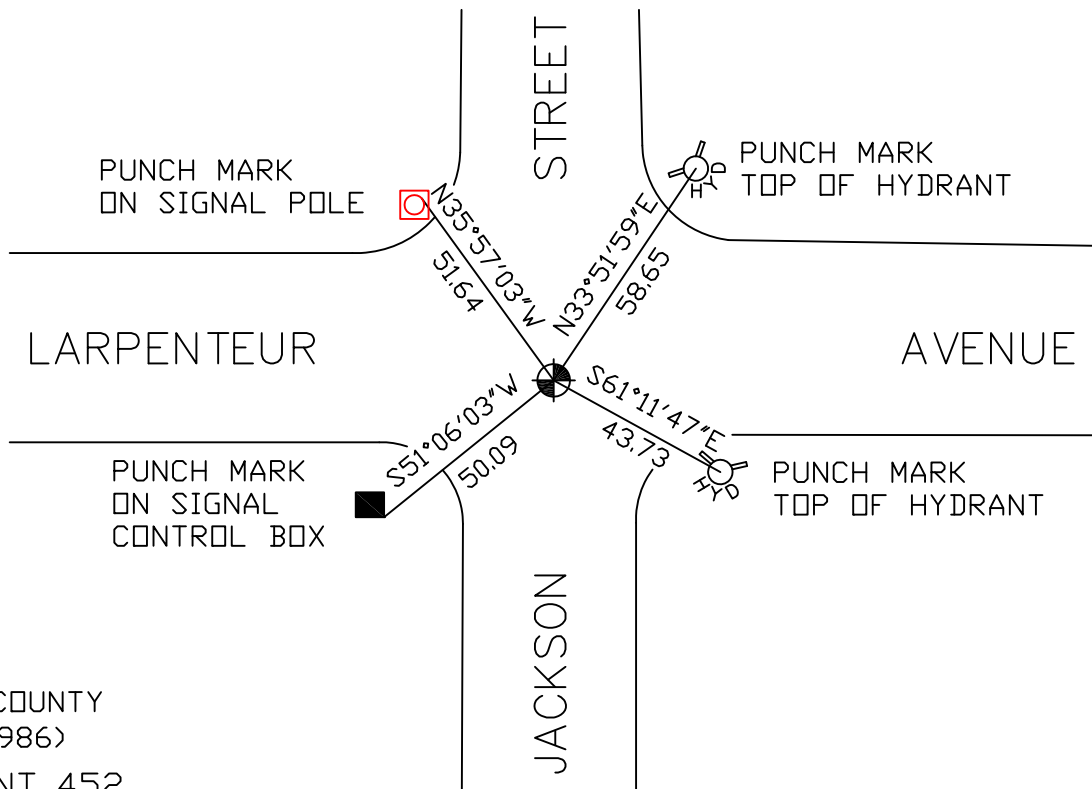 STREET
PUNCH MARK
ON SIGNAL POLE
PUNCH MARK
TOP OF HYDRANT
HYD
N35°57'03"W
51.64
N33°51'59"E
58.65
LARPENTEUR
AVENUE
S51°06'03"W
50.09
S61°11'47"E
43.73
HYD
PUNCH MARK
ON SIGNAL
CONTROL BOX
PUNCH MARK
TOP OF HYDRANT
JACKSON
COUNTY
986)
NT 452